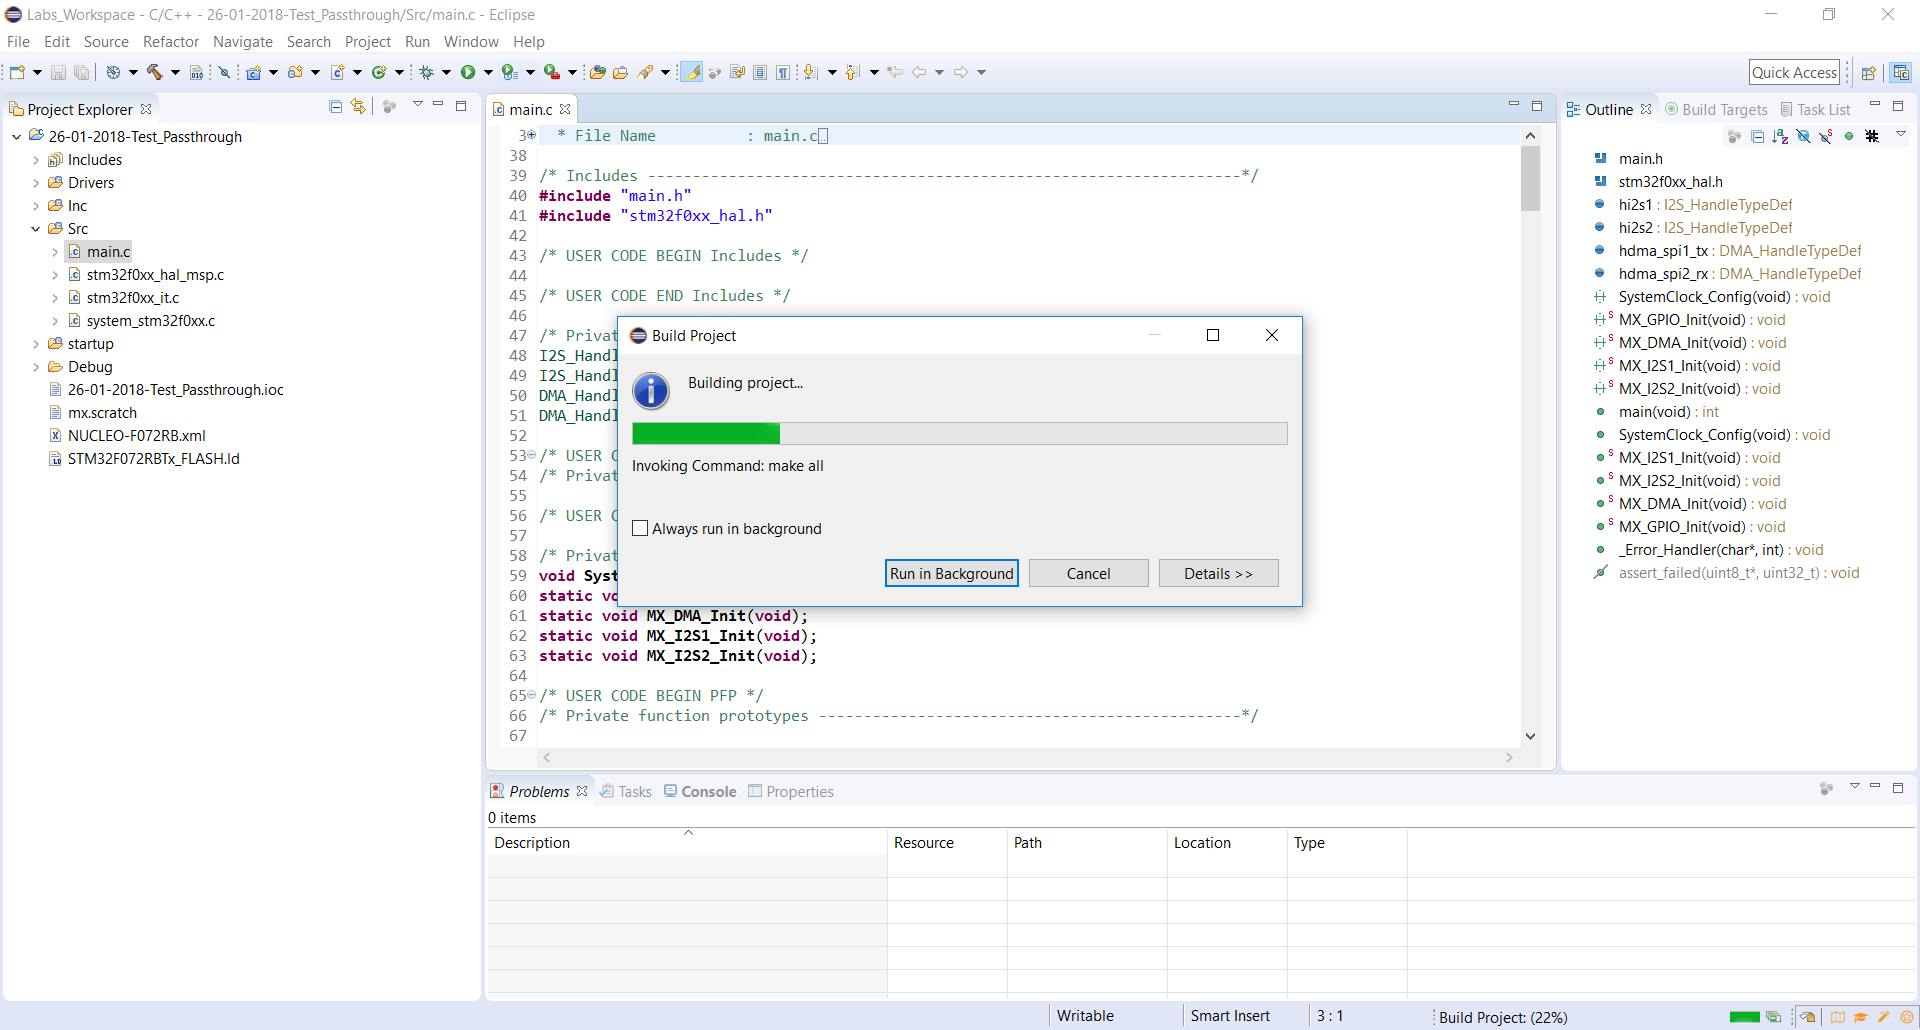 Labs_Workspace - C/C++ - 26-01-2018-Test_Passthrough/Src/main.c - Eclipse
File Edit Source Refactor Navigate Search Project Run Window Help
Quick Access
Project Explorer
26-01-2018-Test_Passthrough
Includes
Drivers
Inc
Src
main.c
stm32f0xx_hal_msp.c
stm32f0xx_it.c
system_stm32f0xx.c
startup
Debug
26-01-2018-Test_Passthrough.ioc
mx.scratch
NUCLEO-F072RB.xml
STM32F072RBTx_FLASH.ld
main.c
3 * File Name : main.c
38
39 /* Includes ------------------------------------------------------------------*/
40 #include "main.h"
41 #include "stm32f0xx_hal.h"
42
43 /* USER CODE BEGIN Includes */
44
45 /* USER CODE END Includes */
46
47 /* Privat
48 I2S_Handl
49 I2S_Handl
50 DMA_Handl
51 DMA_Handl
52
53 /* USER C
54 /* Privat
55
56 /* USER C
57
58 /* Privat
59 void Syst
60 static vo
61 static void MX_DMA_Init(void);
62 static void MX_I2S1_Init(void);
63 static void MX_I2S2_Init(void);
64
65 /* USER CODE BEGIN PFP */
66 /* Private function prototypes -----------------------------------------------*/
67
Build Project
Building project...
Invoking Command: make all
Always run in background
Run in Background
Cancel
Details >>
Outline Build Targets Task List
main.h
stm32f0xx_hal.h
hi2s1 : I2S_HandleTypeDef
hi2s2 : I2S_HandleTypeDef
hdma_spi1_tx : DMA_HandleTypeDef
hdma_spi2_rx : DMA_HandleTypeDef
SystemClock_Config(void) : void
MX_GPIO_Init(void) : void
MX_DMA_Init(void) : void
MX_I2S1_Init(void) : void
MX_I2S2_Init(void) : void
main(void) : int
SystemClock_Config(void) : void
MX_I2S1_Init(void) : void
MX_I2S2_Init(void) : void
MX_DMA_Init(void) : void
MX_GPIO_Init(void) : void
_Error_Handler(char*, int) : void
assert_failed(uint8_t*, uint32_t) : void
Problems Tasks Console Properties
0 items
Description Resource Path Location Type
Writable Smart Insert 3 : 1 Build Project: (22%)